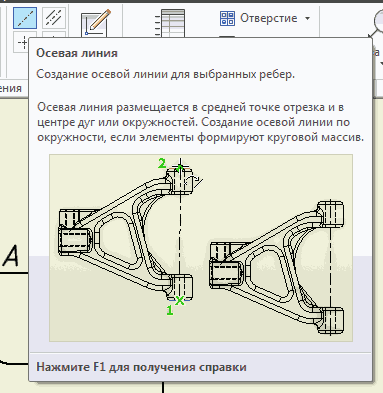 Отверстие
ения
Осевая линия
Создание осевой линии для выбранных ребер.
Осевая линия размещается в средней точке отрезка и в
центре дуг или окружностей. Создание осевой линии по
окружности, если элементы формируют круговой массив.
2
1
А
Нажмите F1 для получения справки